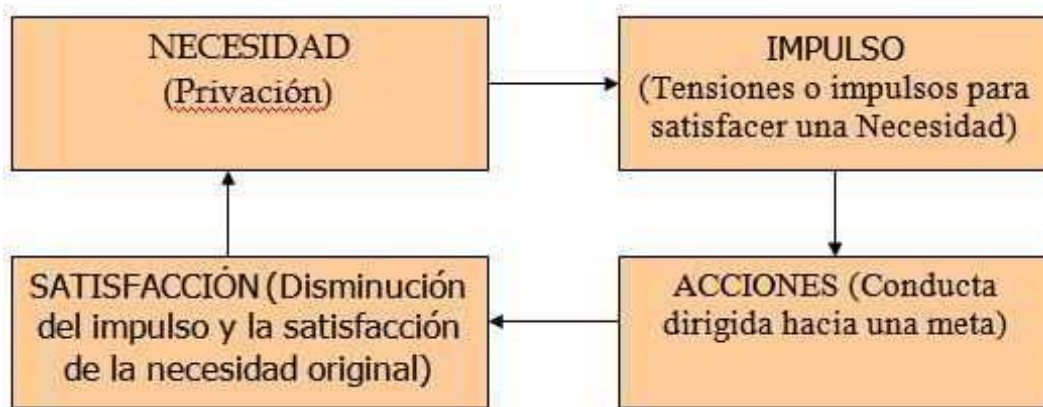 NECESIDAD
(Privación)
IMPULSO
(Tensiones o impulsos para
satisfacer una Necesidad)
SATISFACCIÓN (Disminución
del impulso y la satisfacción
de la necesidad original)
ACCIONES (Conducta
dirigida hacia una meta)